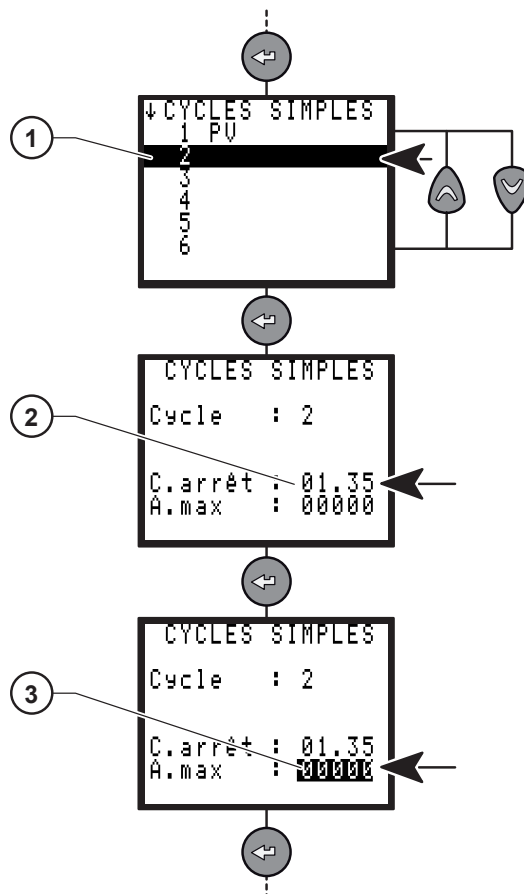 ↓CYCLES SIMPLES
1 PV
1
2
3
4
5
6
CYCLES SIMPLES
Cycle : 2
2
C.arrêt : 01.35
A.max : 00000
CYCLES SIMPLES
Cycle : 2
3
C.arrêt : 01.35
A.max : 00000